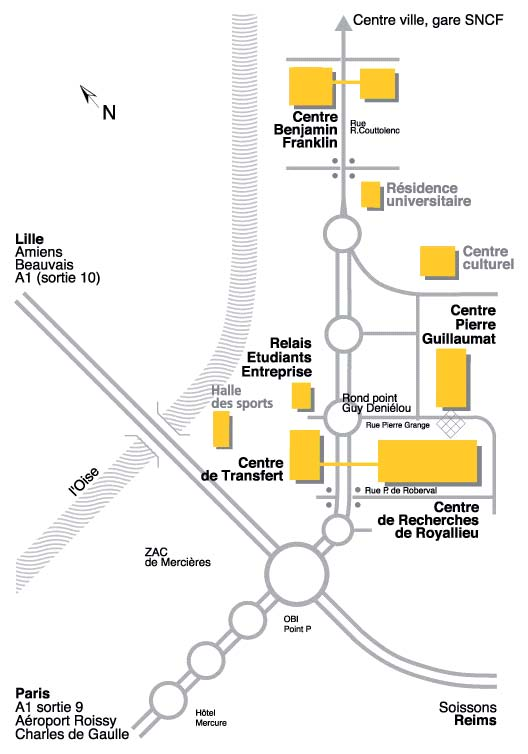 Centre ville, gare SNCF
N
Centre
Benjamin
Franklin
Rue
R.Couttolenc
Résidence
universitaire
Lille
Amiens
Beauvais
A1 (sortie 10)
Centre
culturel
Centre
Pierre
Guillaumat
Relais
Etudiants
Entreprise
Halle
des sports
Rond point
Guy Deniélou
Rue Pierre Grange
Centre
de Transfert
l'Oise
Rue P. de Roberval
Centre
de Recherches
de Royallieu
ZAC
de Mercières
OBI
Point P
Paris
A1 sortie 9
Aéroport Roissy
Charles de Gaulle
Hôtel
Mercure
Soissons
Reims